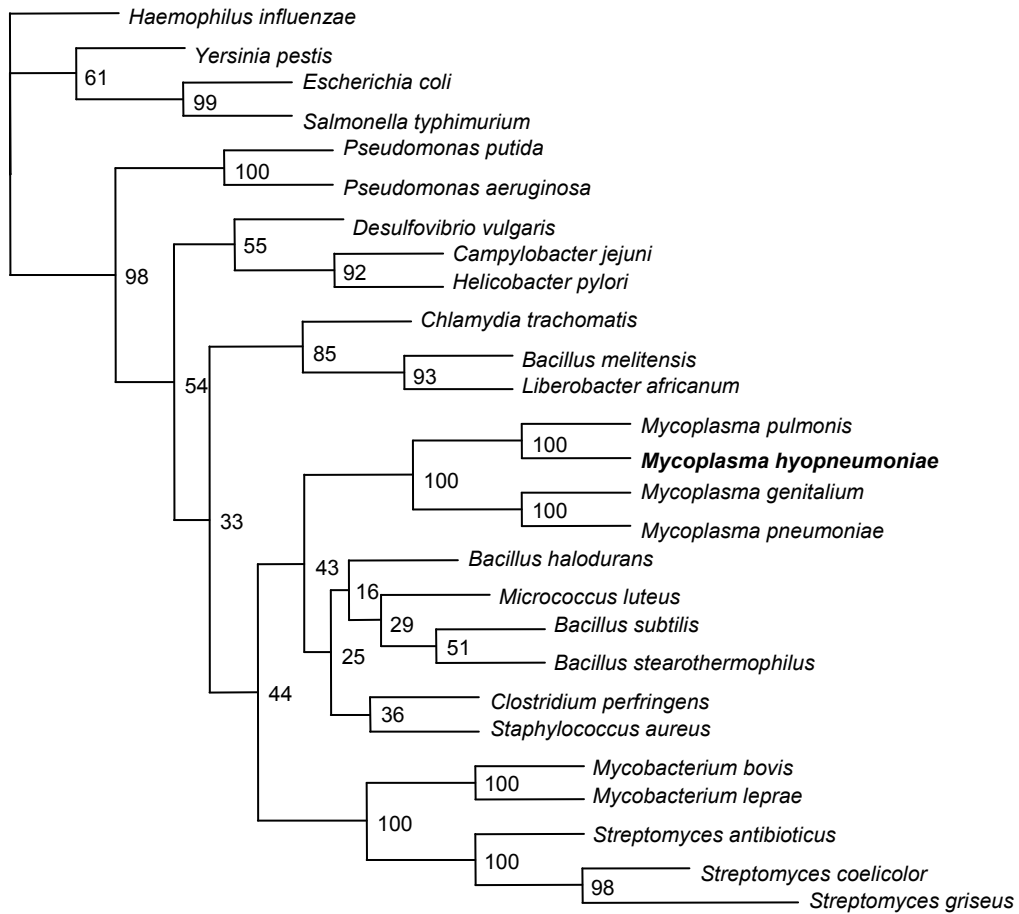 Haemophilus influenzae
Yersinia pestis
61
Escherichia coli
99
Salmonella typhimurium
Pseudomonas putida
100
Pseudomonas aeruginosa
Desulfovibrio vulgaris
55
Campylobacter jejuni
98
92
Helicobacter pylori
Chlamydia trachomatis
85
Bacillus melitensis
93
54
Liberobacter africanum
Mycoplasma pulmonis
100
Mycoplasma hyopneumoniae
100
Mycoplasma genitalium
100
33
Mycoplasma pneumoniae
Bacillus halodurans
43
16
Micrococcus luteus
29
Bacillus subtilis
51
25
Bacillus stearothermophilus
44
Clostridium perfringens
36
Staphylococcus aureus
Mycobacterium bovis
100
Mycobacterium leprae
100
Streptomyces antibioticus
100
Streptomyces coelicolor
98
Streptomyces griseus